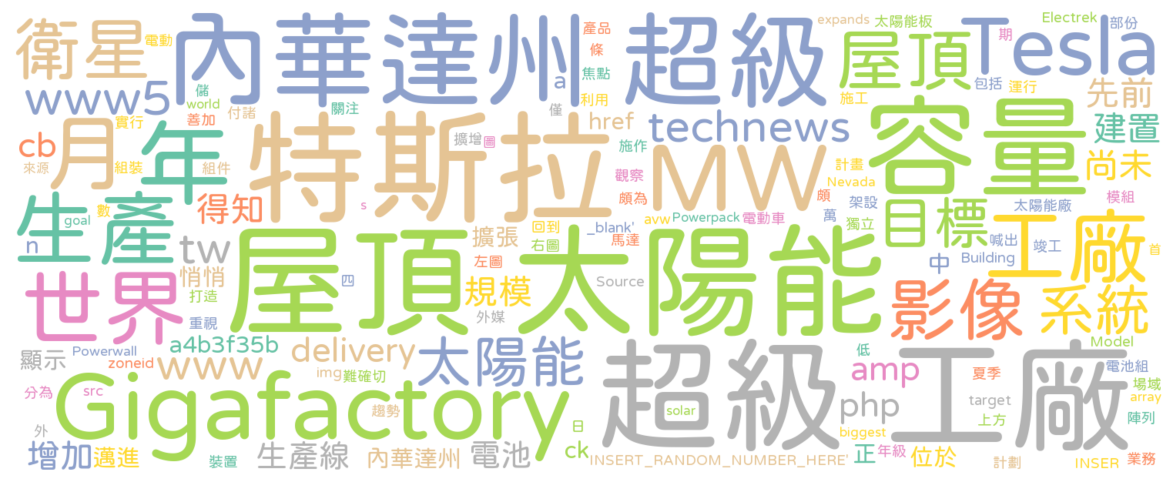 衛星 電動 內華達州 超級 產品 條 焦點 利用 a expands 太陽能板 Electrek 部份 期 Tesla
www5 儲 world 善加 付諸 關注 僅 屋頂 包括 運行 先前
cb 月 年 實行 特斯拉 擴增 圖 href technews MW 施工 容量 建置
來源 組裝 組件 施作 觀察 頗為 計畫 Nevada 頗 架設 尚未 模組
生產 goal 數 得知 s avw _blank' Powerpack 電動車 萬 獨立 太陽能廠
n tw 擴張 回到 右圖 馬達 目標 喊出 竣工 工廠 首
世界 悄悄 打造 屋頂 太陽能 左圖 中 Building
重視 四 規模 Source 外媒 影像 系統
顯示 Powerwall zoneid a4b3f35b delivery 太陽能 低 Model
分為 src www img 難確切 超級 工廠 amp 夏季 電池組 場域
Gigafactory 趨勢 solar php target array 上方 陣列
外 日 biggest
增加 邁進 裝置 生產線 內華達州 電池 ck INSERT_RANDOM_NUMBER_HERE' 正 年級 位於 計劃 INSER 業務